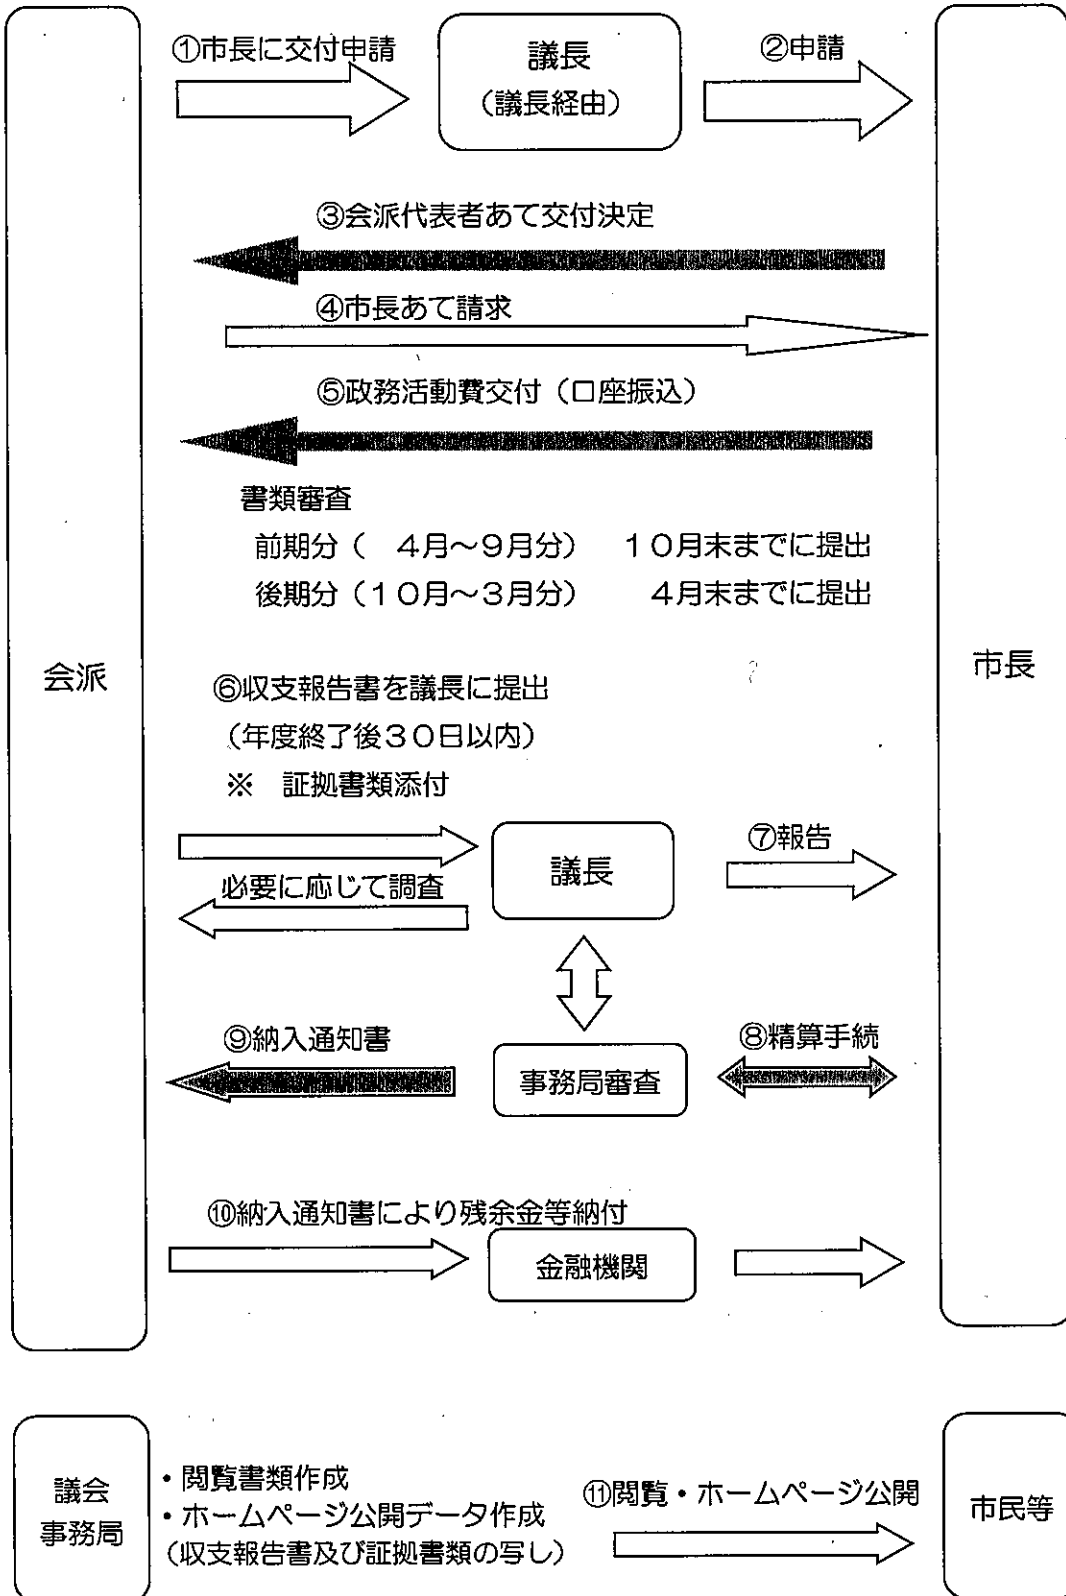 ①市長に交付申請
議長
(議長経由)
②申請
③会派代表者あて交付決定
④市長あて請求
⑤政務活動費交付（口座振込）
書類審査
前期分（　４月～９月分）　１０月末までに提出
後期分（１０月～３月分）　　４月末までに提出
会派
市長
⑥収支報告書を議長に提出
（年度終了後３０日以内）
※　証拠書類添付
議長
⑦報告
必要に応じて調査
⑨納入通知書
事務局審査
⑧精算手続
⑩納入通知書により残余金等納付
金融機関
議会
事務局
・閲覧書類作成
・ホームページ公開データ作成
（収支報告書及び証拠書類の写し）
⑪閲覧・ホームページ公開
市民等